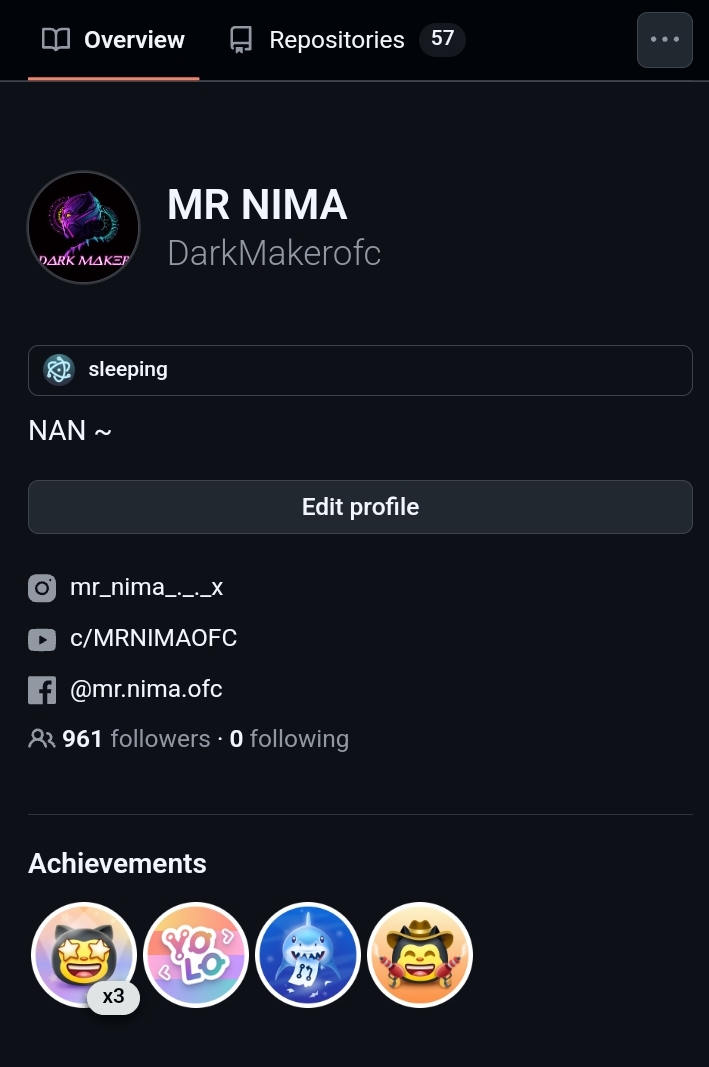 Overview
Repositories 57
MR NIMA
DarkMakerofc
DARK MAKER
sleeping
NAN ~
Edit profile
mr_nima_._._x
c/MRNIMAOFC
@mr.nima.ofc
961 followers · 0 following
Achievements
YOLO
x3